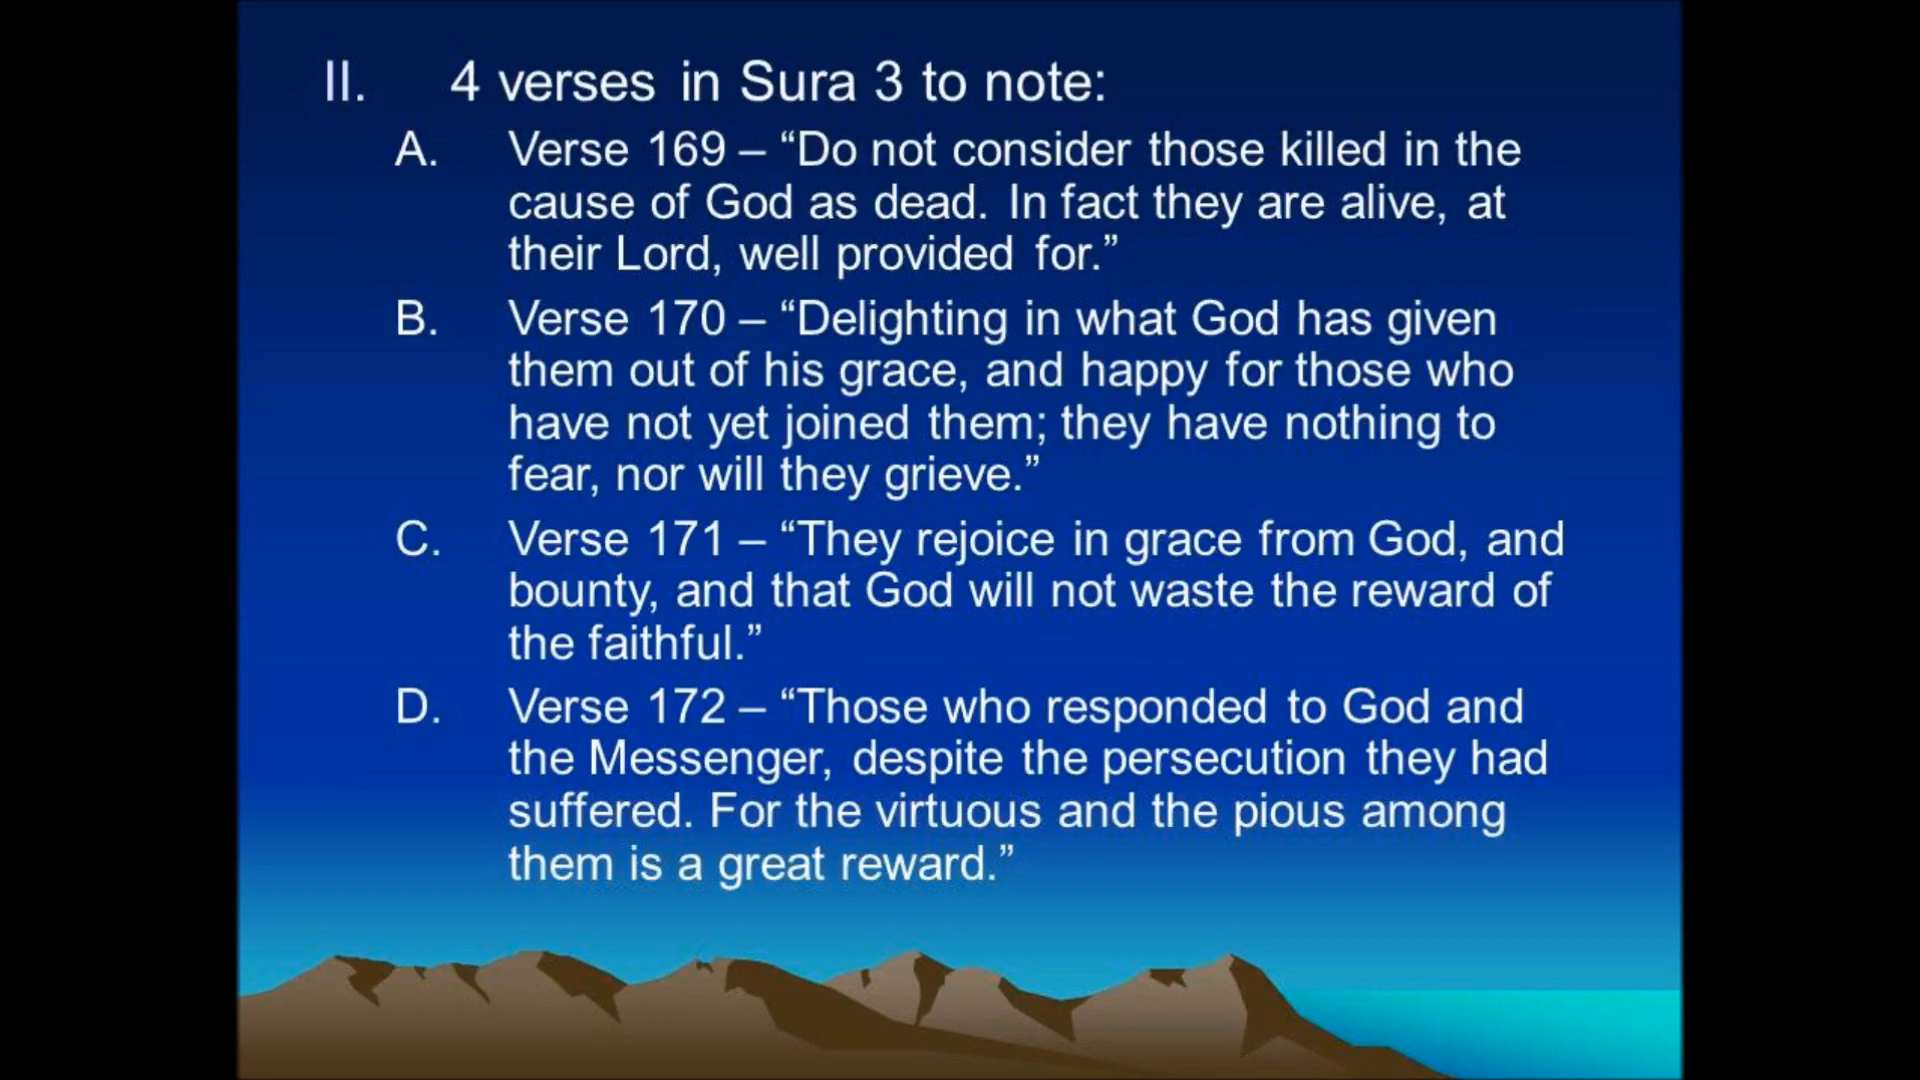 II. 4 verses in Sura 3 to note:
A. Verse 169 – “Do not consider those killed in the
cause of God as dead. In fact they are alive, at
their Lord, well provided for.”
B. Verse 170 – “Delighting in what God has given
them out of his grace, and happy for those who
have not yet joined them; they have nothing to
fear, nor will they grieve.”
C. Verse 171 – “They rejoice in grace from God, and
bounty, and that God will not waste the reward of
the faithful.”
D. Verse 172 – “Those who responded to God and
the Messenger, despite the persecution they had
suffered. For the virtuous and the pious among
them is a great reward.”